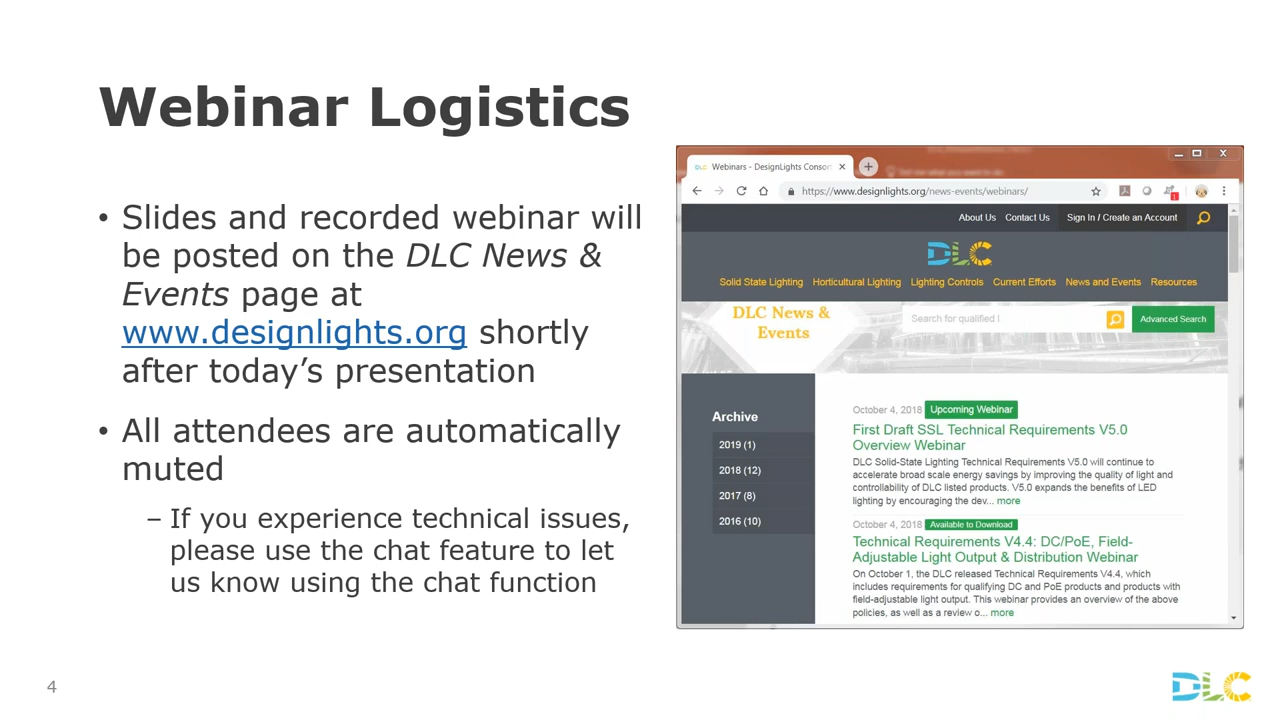 Webinar Logistics
• Slides and recorded webinar will
be posted on the DLC News &
Events page at
www.designlights.org shortly
after today’s presentation
• All attendees are automatically
muted
– If you experience technical issues,
please use the chat feature to let
us know using the chat function
Webinars - DesignLights Consort
https://www.designlights.org/news-events/webinars/
1
About Us Contact Us Sign In / Create an Account
DLC
Solid State Lighting Horticultural Lighting Lighting Controls Current Efforts News and Events Resources
DLC News &
Events
Search for qualified l
Advanced Search
Archive
2019 (1)
2018 (12)
2017 (8)
2016 (10)
October 4, 2018 Upcoming Webinar
First Draft SSL Technical Requirements V5.0
Overview Webinar
DLC Solid-State Lighting Technical Requirements V5.0 will continue to
accelerate broad scale energy savings by improving the quality of light and
controllability of DLC listed products. V5.0 expands the benefits of LED
lighting by encouraging the dev... more
October 4, 2018 Available to Download
Technical Requirements V4.4: DC/PoE, Field-
Adjustable Light Output & Distribution Webinar
On October 1, the DLC released Technical Requirements V4.4, which
includes requirements for qualifying DC and PoE products and products with
field-adjustable light output. This webinar provides an overview of the above
policies, as well as a review o... more
4
DLC